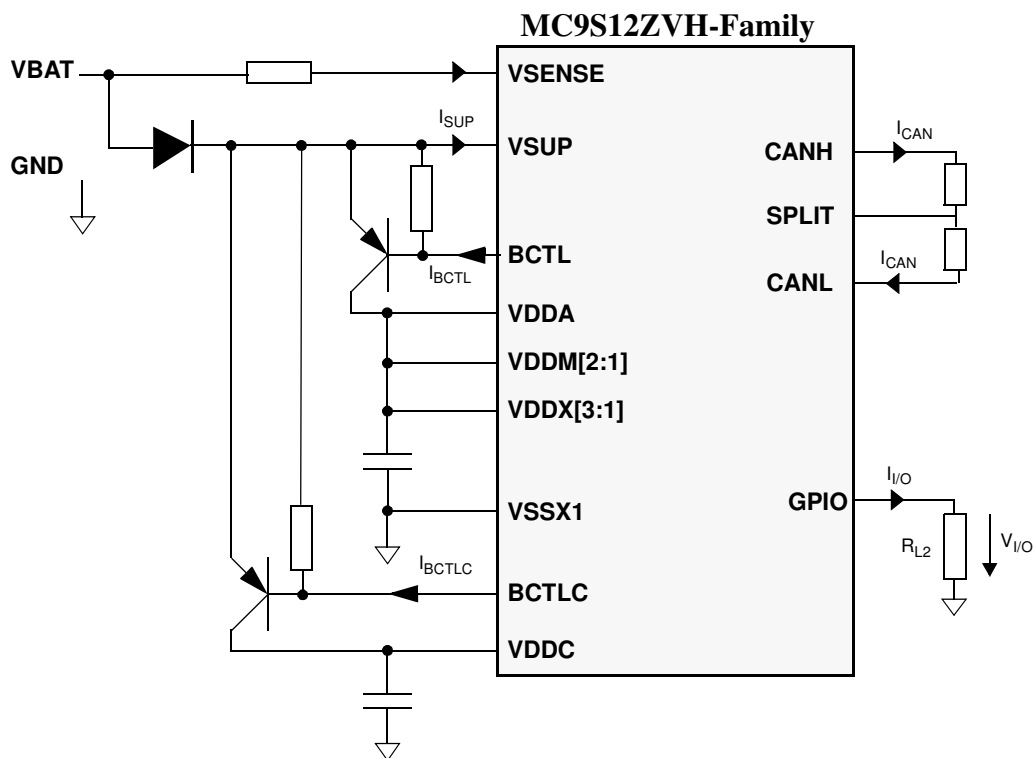 MC9S12ZVH-Family
VBAT
VSENSE
I_SUP
VSUP
GND
I_CAN
CANH
SPLIT
I_CAN
CANL
I_BCTL
BCTL
VDDA
VDDM[2:1]
VDDX[3:1]
VSSX1
I_I/O
GPIO
R_L2
V_I/O
I_BCTLC
BCTLC
VDDC